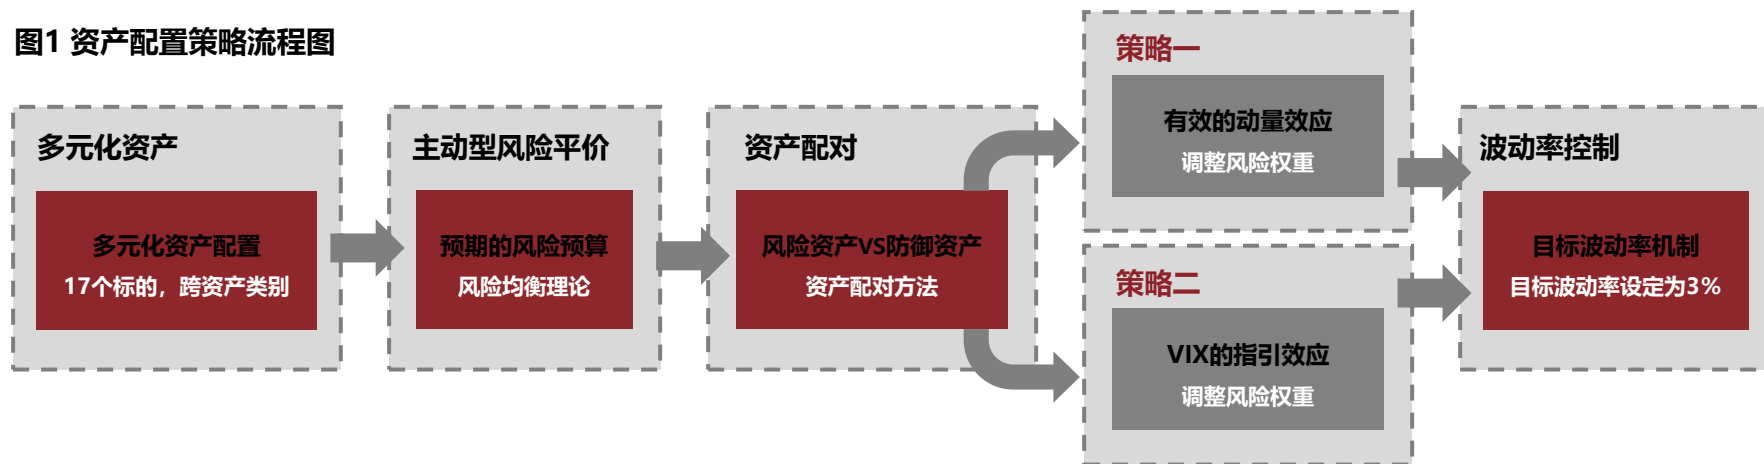 图1 资产配置策略流程图
多元化资产
多元化资产配置
17个标的，跨资产类别
主动型风险平价
预期的风险预算
风险均衡理论
资产配对
风险资产VS防御资产
资产配对方法
策略一
有效的动量效应
调整风险权重
策略二
VIX的指引效应
调整风险权重
波动率控制
目标波动率机制
目标波动率设定为3%